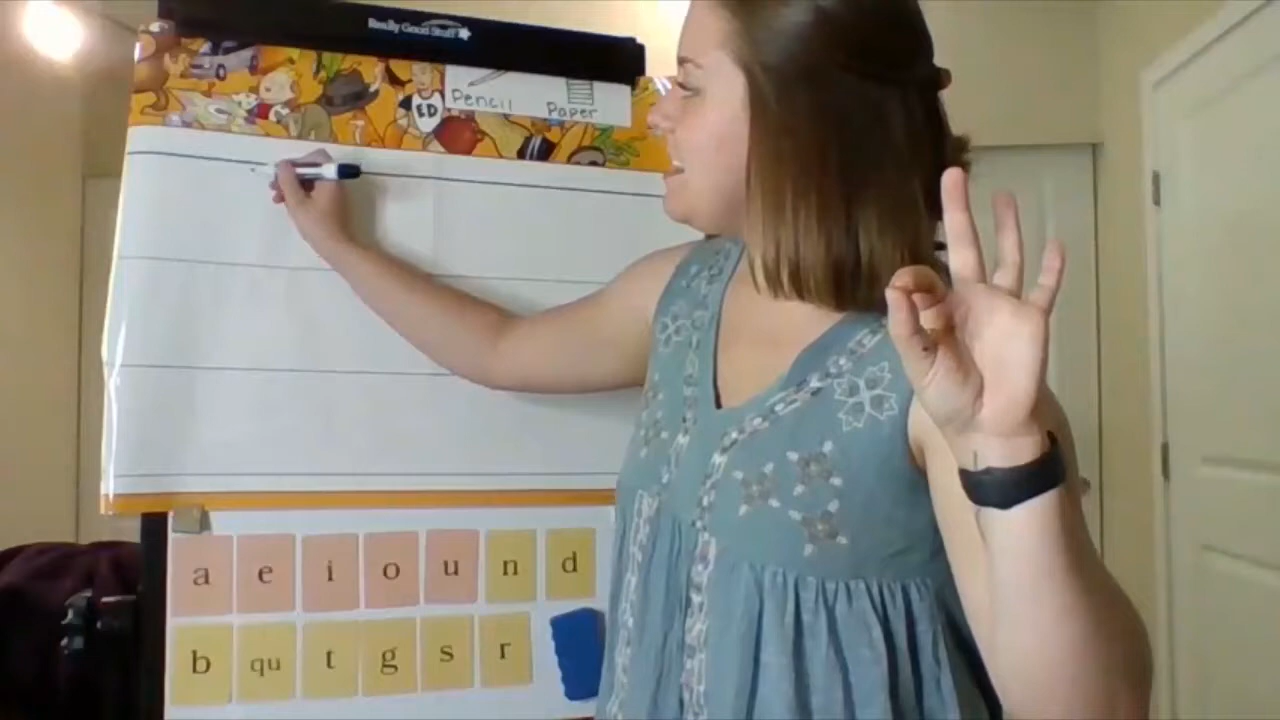 Really Good Stuff
ED
Pencil Paper
a e i o u n d
b qu t g s r